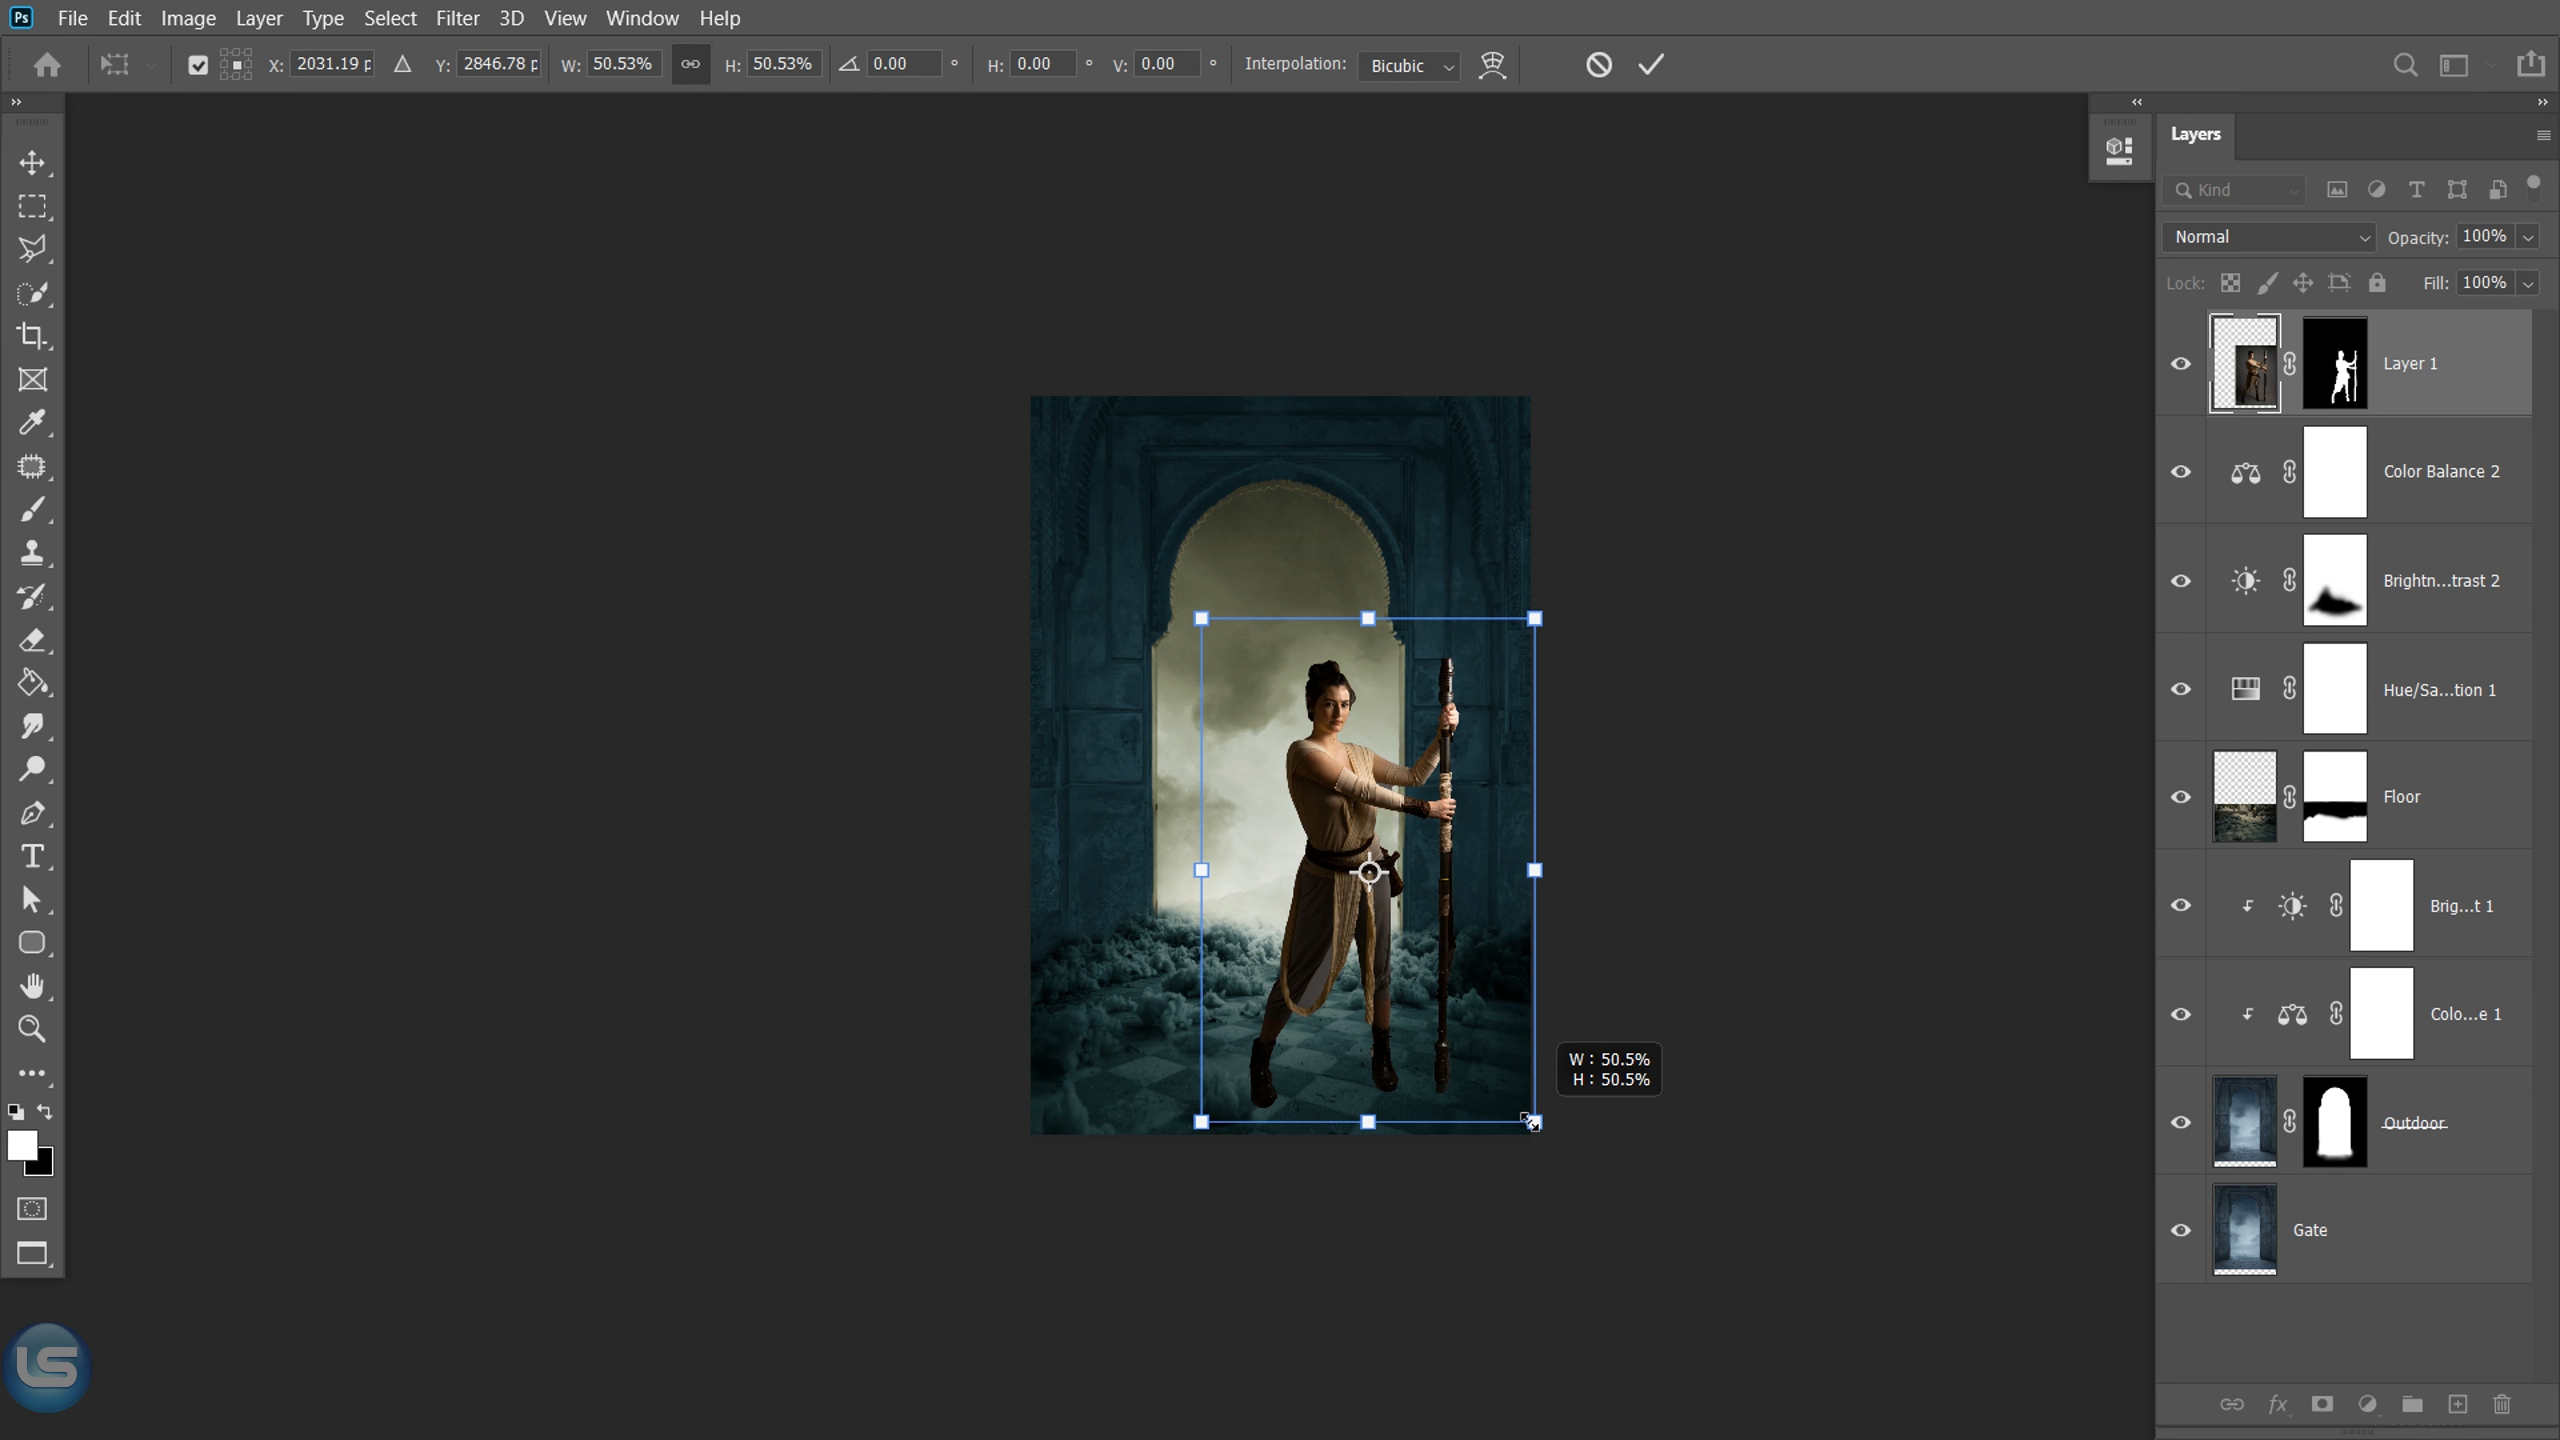 Ps File Edit Image Layer Type Select Filter 3D View Window Help
X: 2031.19 p Y: 2846.78 p W: 50.53% H: 50.53% 0.00 ° H: 0.00 ° V: 0.00 ° Interpolation: Bicubic
Layers
Kind
Normal Opacity: 100%
Lock: Fill: 100%
Layer 1
Color Balance 2
Brightn...trast 2
Hue/Sa...tion 1
Floor
Brig...t 1
Colo...e 1
W : 50.5%
H : 50.5%
Outdoor
Gate
LS